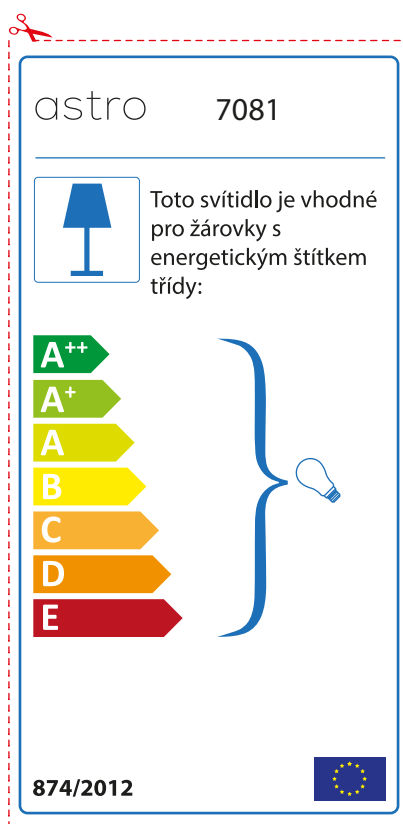 astro 7081
Toto svítidlo je vhodné
pro žárovky s
energetickým štítkem
třídy:
A++
A+
A
B
C
D
E
874/2012